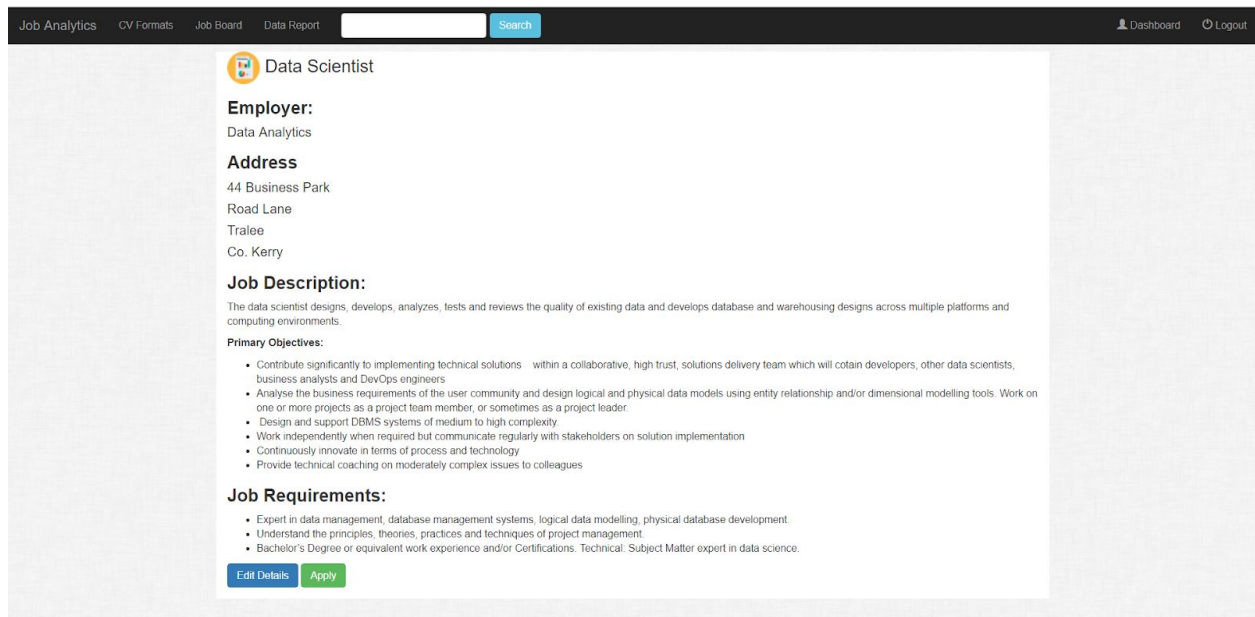 Job Analytics CV Formats Job Board Data Report Search Dashboard Logout
Data Scientist
Employer:
Data Analytics
Address
44 Business Park
Road Lane
Tralee
Co. Kerry
Job Description:
The data scientist designs, develops, analyzes, tests and reviews the quality of existing data and develops database and warehousing designs across multiple platforms and
computing environments.
Primary Objectives:
• Contribute significantly to implementing technical solutions within a collaborative, high trust, solutions delivery team which will cotain developers, other data scientists,
business analysts and DevOps engineers
• Analyse the business requirements of the user community and design logical and physical data models using entity relationship and/or dimensional modelling tools. Work on
one or more projects as a project team member, or sometimes as a project leader.
• Design and support DBMS systems of medium to high complexity.
• Work independently when required but communicate regularly with stakeholders on solution implementation
• Continuously innovate in terms of process and technology
• Provide technical coaching on moderately complex issues to colleagues
Job Requirements:
• Expert in data management, database management systems, logical data modelling, physical database development.
• Understand the principles, theories, practices and techniques of project management.
• Bachelor's Degree or equivalent work experience and/or Certifications. Technical: Subject Matter expert in data science.
Edit Details Apply